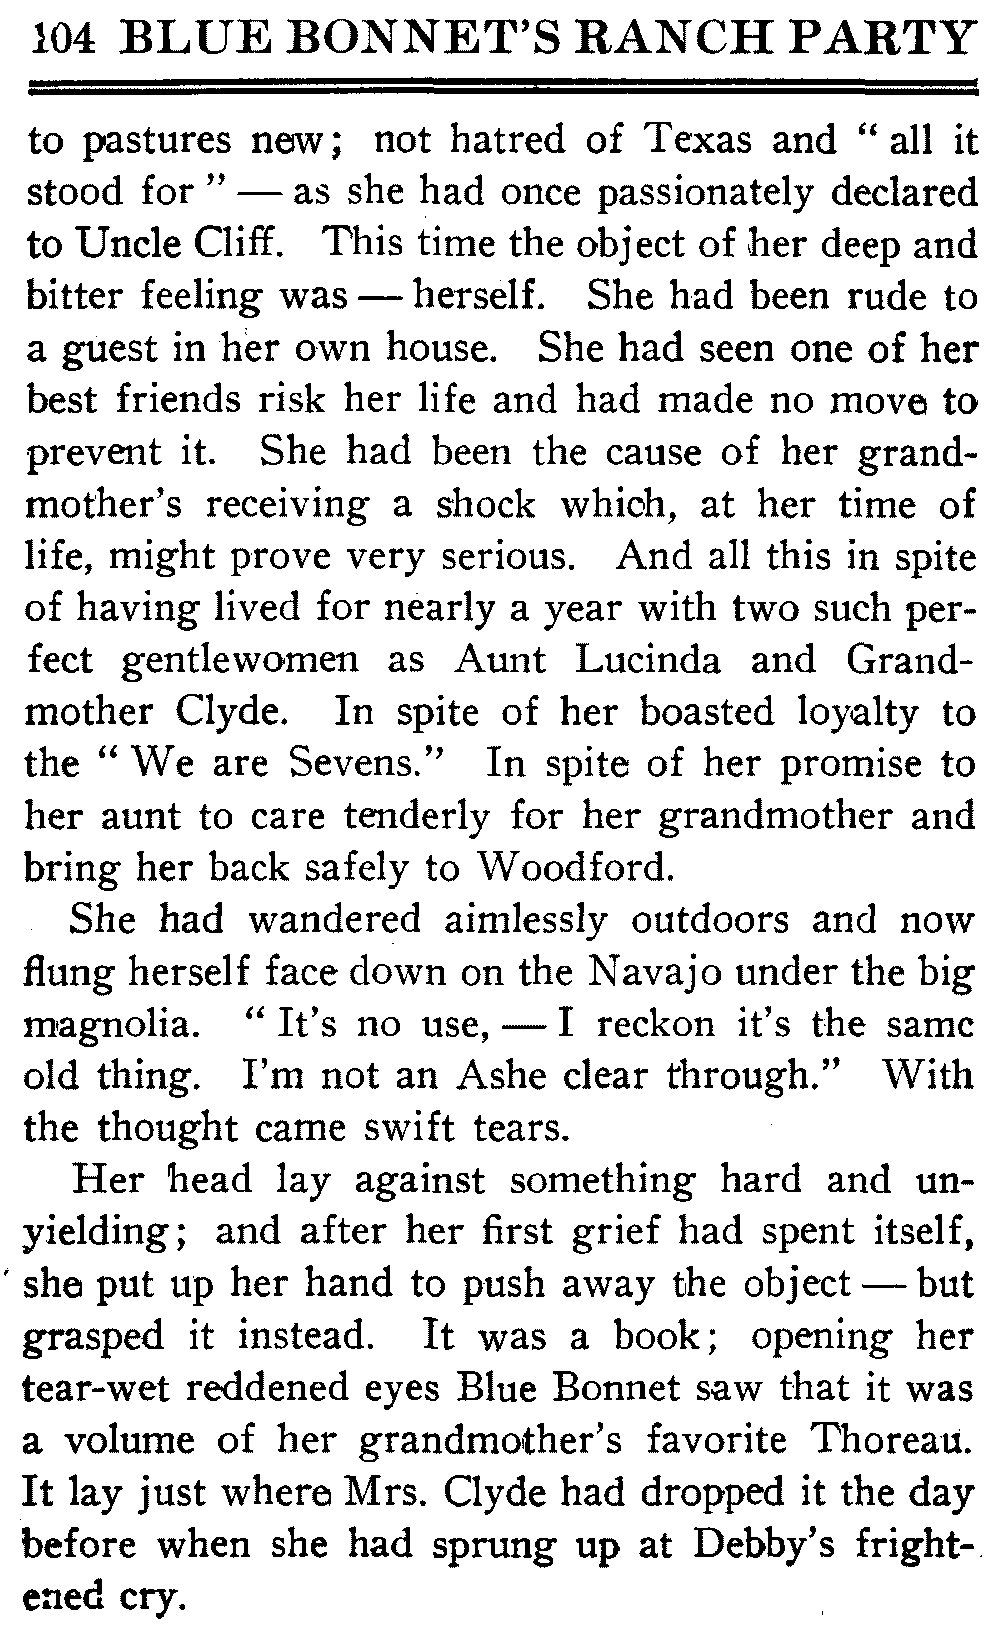 104 BLUE BONNET'S RANCH PARTY
to pastures new; not hatred of Texas and " all it
stood for " — as she had once passionately declared
to Uncle Cliff. This time the object of her deep and
bitter feeling was — herself. She had been rude to
a guest in her own house. She had seen one of her
best friends risk her life and had made no move to
prevent it. She had been the cause of her grand-
mother's receiving a shock which, at her time of
life, might prove very serious. And all this in spite
of having lived for nearly a year with two such per-
fect gentlewomen as Aunt Lucinda and Grand-
mother Clyde. In spite of her boasted loyalty to
the " We are Sevens." In spite of her promise to
her aunt to care tenderly for her grandmother and
bring her back safely to Woodford.
She had wandered aimlessly outdoors and now
flung herself face down on the Navajo under the big
magnolia. " It's no use, — I reckon it's the same
old thing. I'm not an Ashe clear through." With
the thought came swift tears.
Her head lay against something hard and un-
yielding; and after her first grief had spent itself,
she put up her hand to push away the object — but
grasped it instead. It was a book; opening her
tear-wet reddened eyes Blue Bonnet saw that it was
a volume of her grandmother's favorite Thoreau.
It lay just where Mrs. Clyde had dropped it the day
before when she had sprung up at Debby's fright-
ened cry.